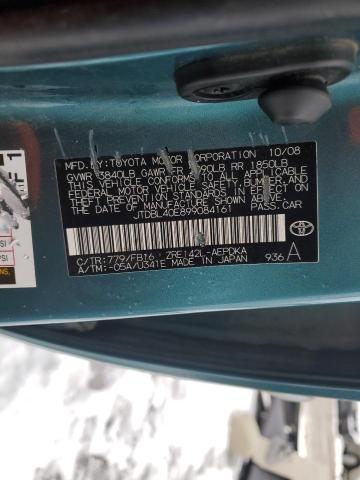 MFD.BY:TOYOTA MOTOR CORPORATION 10/08
GVWR 3840LB GAWR FR 1990LB RR 1850LB
THIS VEHICLE CONFORMS TO ALL APPLICABLE
FEDERAL MOTOR VEHICLE SAFETY, BUMPER, AND
THEFT PREVENTION STANDARDS IN EFFECT ON
THE DATE OF MANUFACTURE SHOWN ABOVE.
JTDBL40E899084161 PASS.CAR
C/TR:779/FB16 ZRE142L-AEPDKA
A/TM:-05A/U341E MADE IN JAPAN 936 A